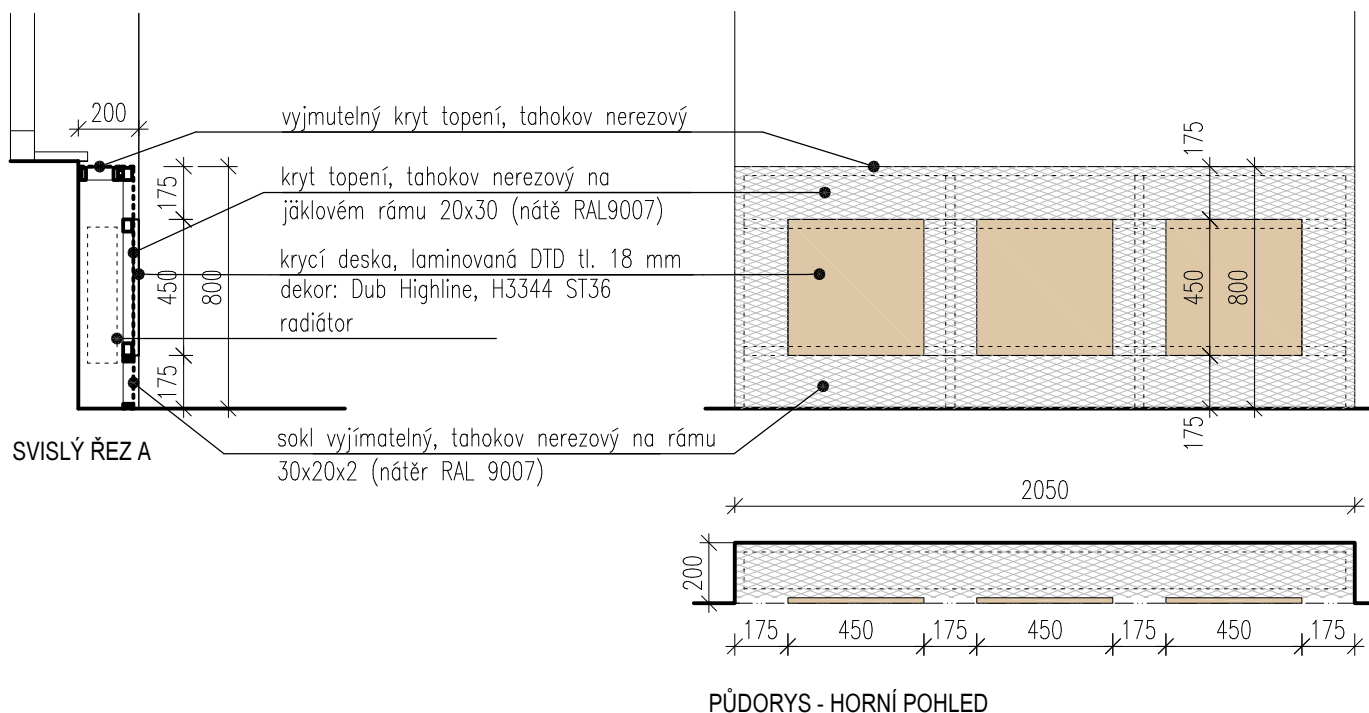 200
vyjmutelný kryt topení, tahokov nerezový
kryt topení, tahokov nerezový na
jäklovém rámu 20x30 (nátě RAL9007)
krycí deska, laminovaná DTD tl. 18 mm
dekor: Dub Highline, H3344 ST36
radiátor
sokl vyjímatelný, tahokov nerezový na rámu
30x20x2 (nátěr RAL 9007)
175
450
175
800
SVISLÝ ŘEZ A
175
450
800
175
2050
200
175 450 175 450 175 450 175
PŮDORYS - HORNÍ POHLED